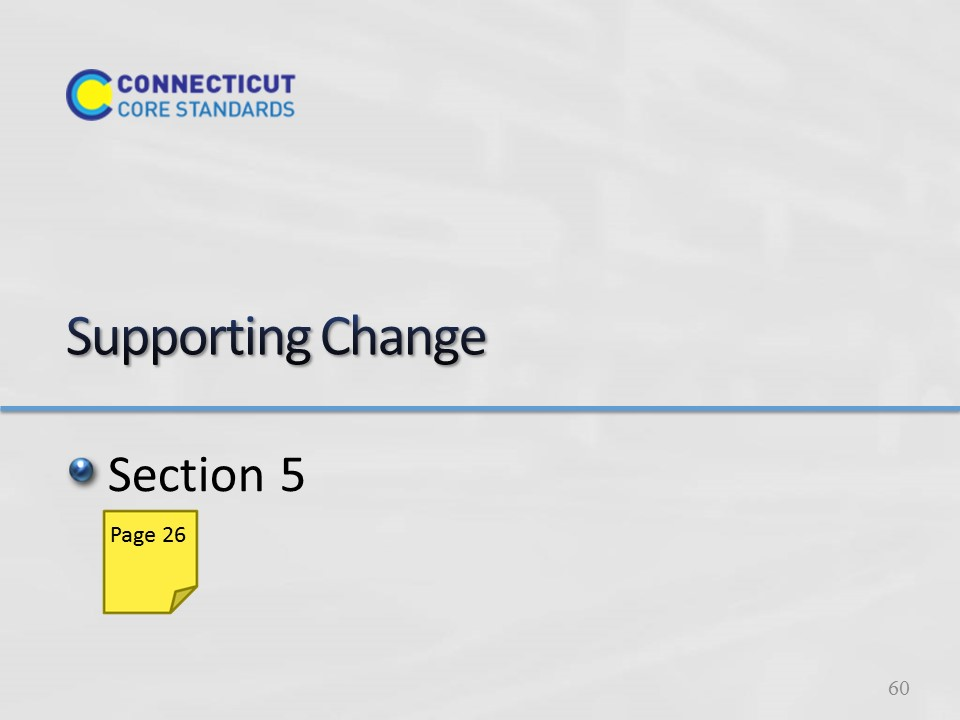 CONNECTICUT
CORE STANDARDS
Supporting Change
Section 5
Page 26
60